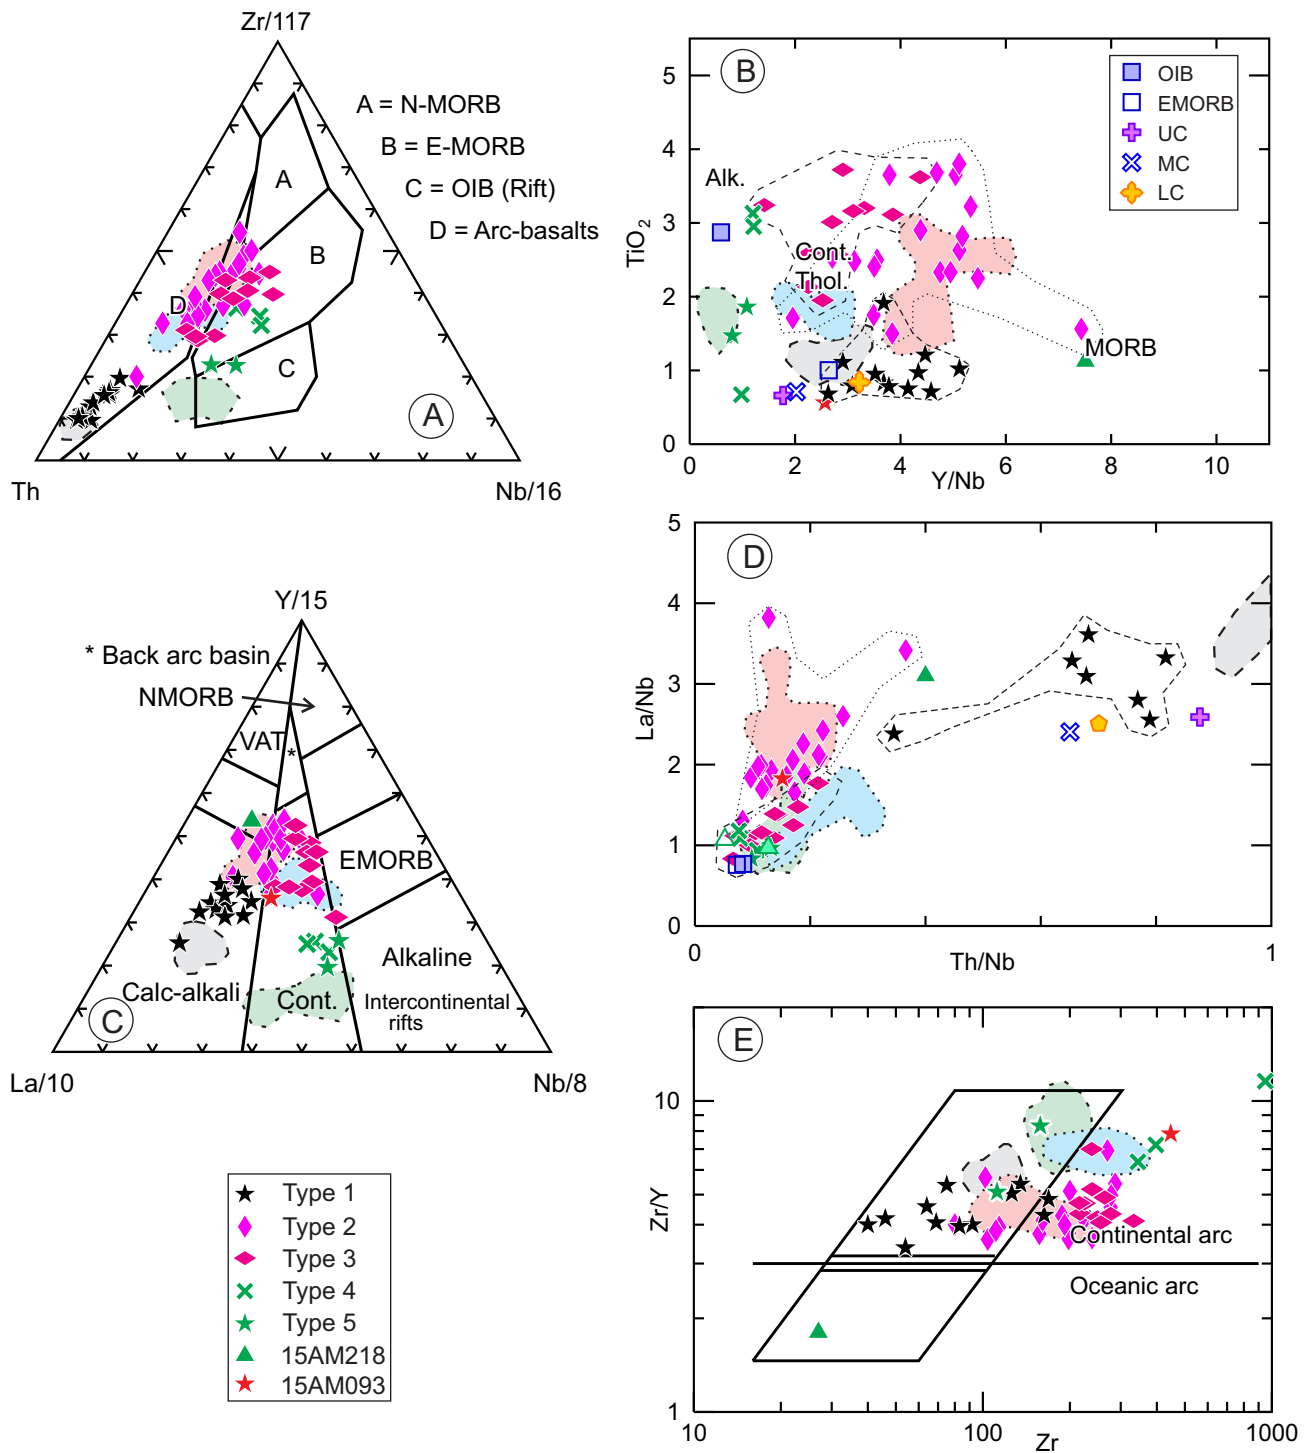 Zr/117
A = N-MORB
B = E-MORB
C = OIB (Rift)
D = Arc-basalts
A
B
D
C
A
Th
Nb/16
B
OIB
EMORB
UC
MC
LC
5
4
3
2
1
0
TiO2
Alk.
Cont.
Thol.
MORB
0 2 4 6 8 10
Y/Nb
Y/15
* Back arc basin
NMORB
VAT
*
EMORB
Alkaline
Calc-alkali
Cont.
Intercontinental
rifts
C
La/10
Nb/8
D
5
4
3
2
1
0
La/Nb
0
1
Th/Nb
E
10
1
Zr/Y
Continental arc
Oceanic arc
10
100
1000
Zr
Type 1
Type 2
Type 3
Type 4
Type 5
15AM218
15AM093